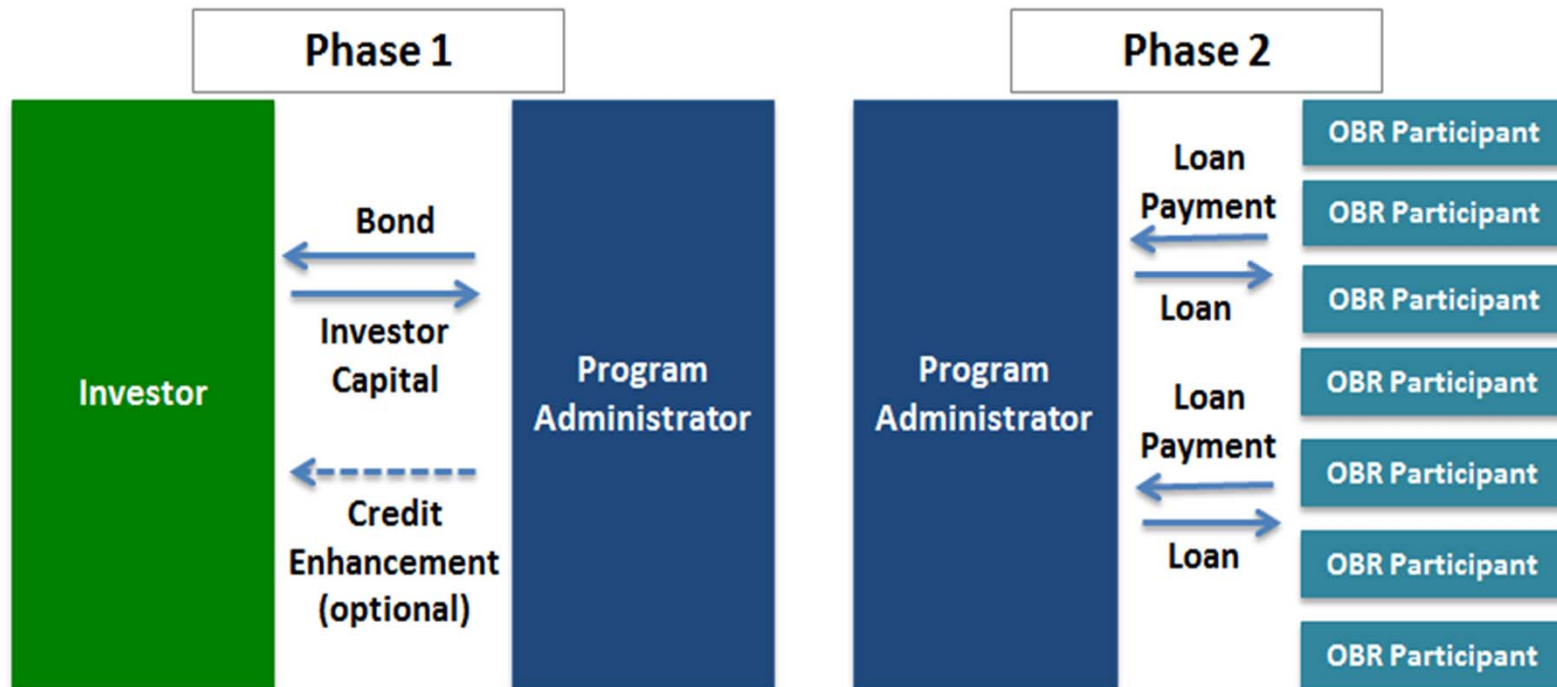 Phase 1
Investor
Bond
Investor
Capital
Credit
Enhancement
(optional)
Program
Administrator
Phase 2
Program
Administrator
Loan
Payment
Loan
Loan
Payment
Loan
OBR Participant
OBR Participant
OBR Participant
OBR Participant
OBR Participant
OBR Participant
OBR Participant